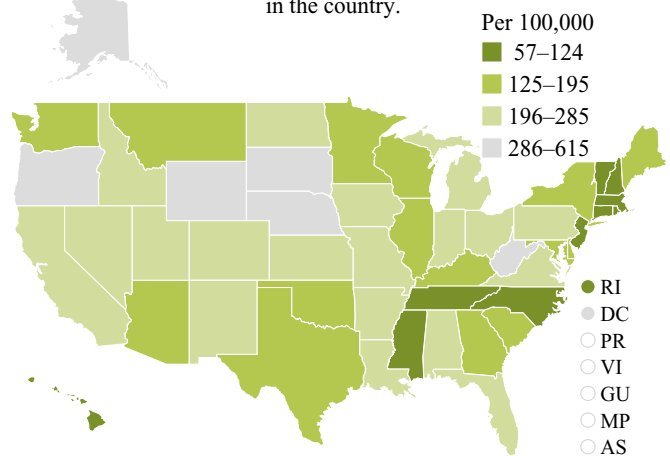 in the country.
Per 100,000
57–124
125–195
196–285
286–615
RI
DC
PR
VI
GU
MP
AS